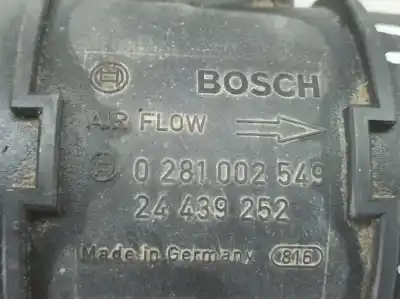 BOSCH
AIR FLOW
0 281 002 549
24 439 252
Made in Germany 816